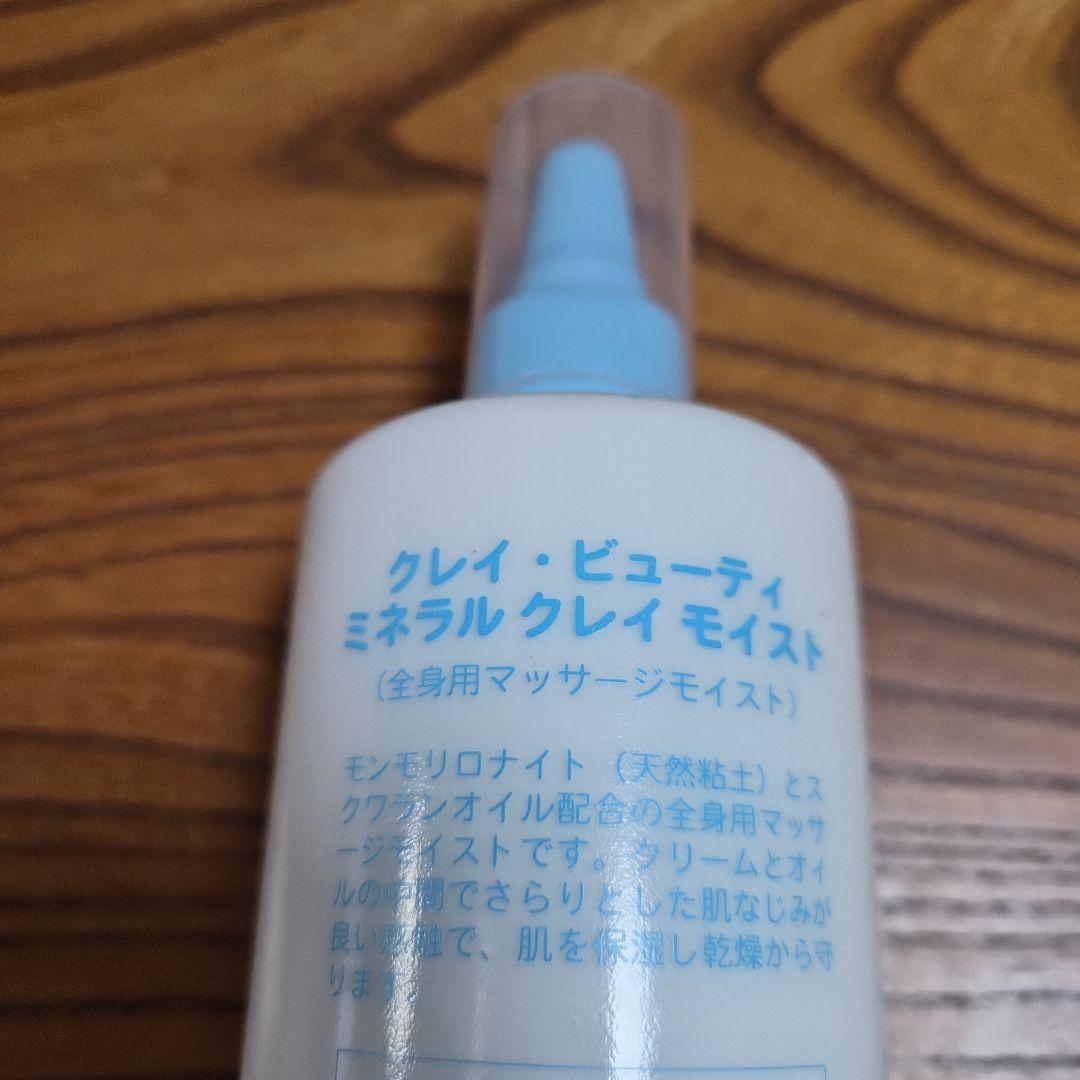 クレイ・ビューティ
ミネラル クレイ モイスト
（全身用マッサージモイスト）
モンモリロナイト （天然粘土）とス
クワランオイル配合の全身用マッサ
ージモイストです。クリームとオイ
ルの中間でさらりとした肌なじみが
良い感触で、肌を保湿し乾燥から守
ります。